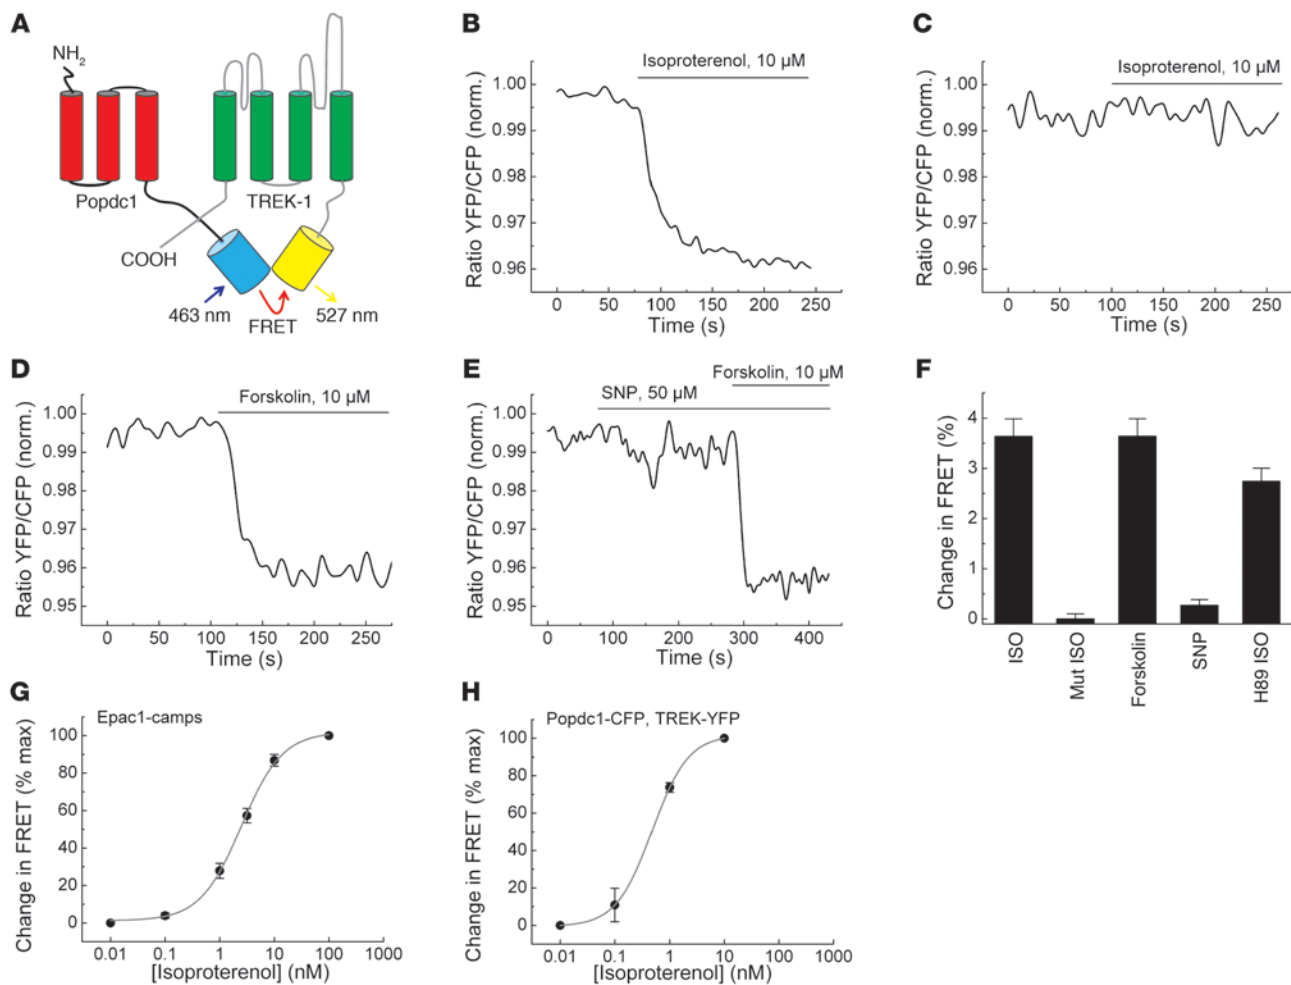 A
NH2
Popdc1
TREK-1
COOH
463 nm
527 nm
FRET
B
Isoproterenol, 10 µM
Ratio YFP/CFP (norm.)
1.00
0.99
0.98
0.97
0.96
0 50 100 150 200 250
Time (s)
C
Isoproterenol, 10 µM
Ratio YFP/CFP (norm.)
1.00
0.99
0.98
0.97
0.96
0 50 100 150 200 250
Time (s)
D
Forskolin, 10 µM
Ratio YFP/CFP (norm.)
1.00
0.99
0.98
0.97
0.96
0.95
0 50 100 150 200 250
Time (s)
E
Forskolin, 10 µM
SNP, 50 µM
Ratio YFP/CFP (norm.)
1.00
0.99
0.98
0.97
0.96
0.95
0 100 200 300 400
Time (s)
F
Change in FRET (%)
4
3
2
1
0
ISO
Mut ISO
Forskolin
SNP
H89 ISO
G
Epac1-camps
Change in FRET (% max)
100
80
60
40
20
0
0.01 0.1 1 10 100 1000
[Isoproterenol] (nM)
H
Popdc1-CFP, TREK-YFP
Change in FRET (% max)
100
80
60
40
20
0
0.01 0.1 1 10 100 1000
[Isoproterenol] (nM)